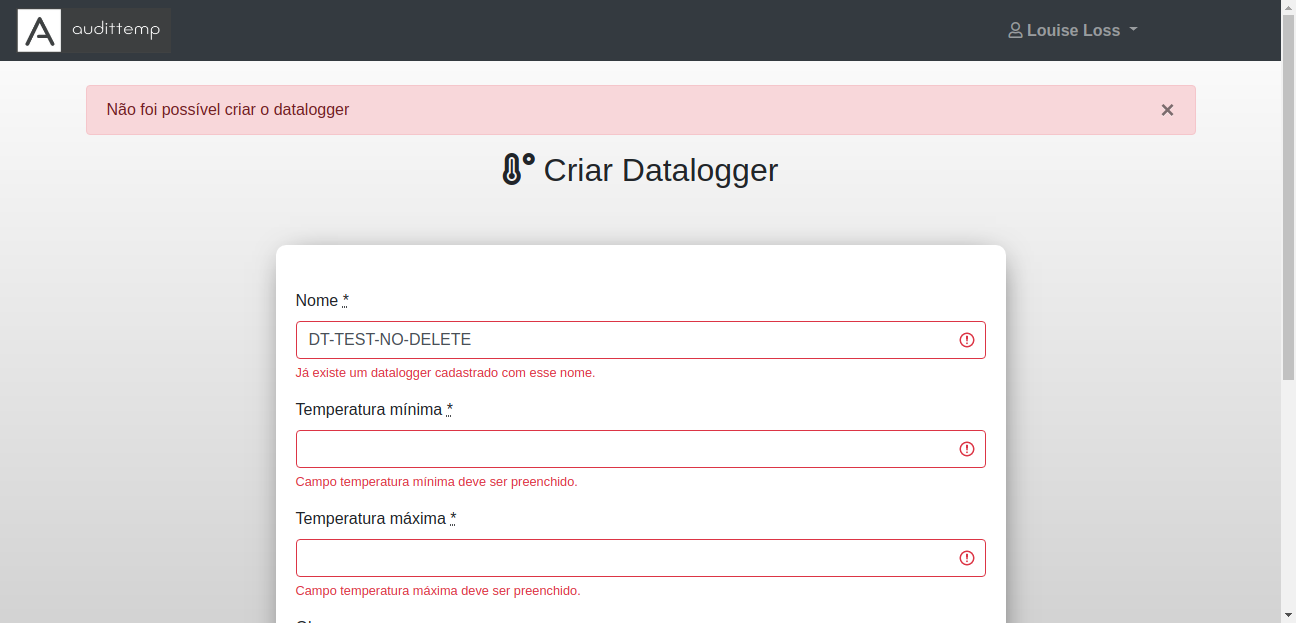 A audittemp
Louise Loss
Não foi possível criar o datalogger ×
Criar Datalogger
Nome *
DT-TEST-NO-DELETE
Já existe um datalogger cadastrado com esse nome.
Temperatura mínima *
Campo temperatura mínima deve ser preenchido.
Temperatura máxima *
Campo temperatura máxima deve ser preenchido.